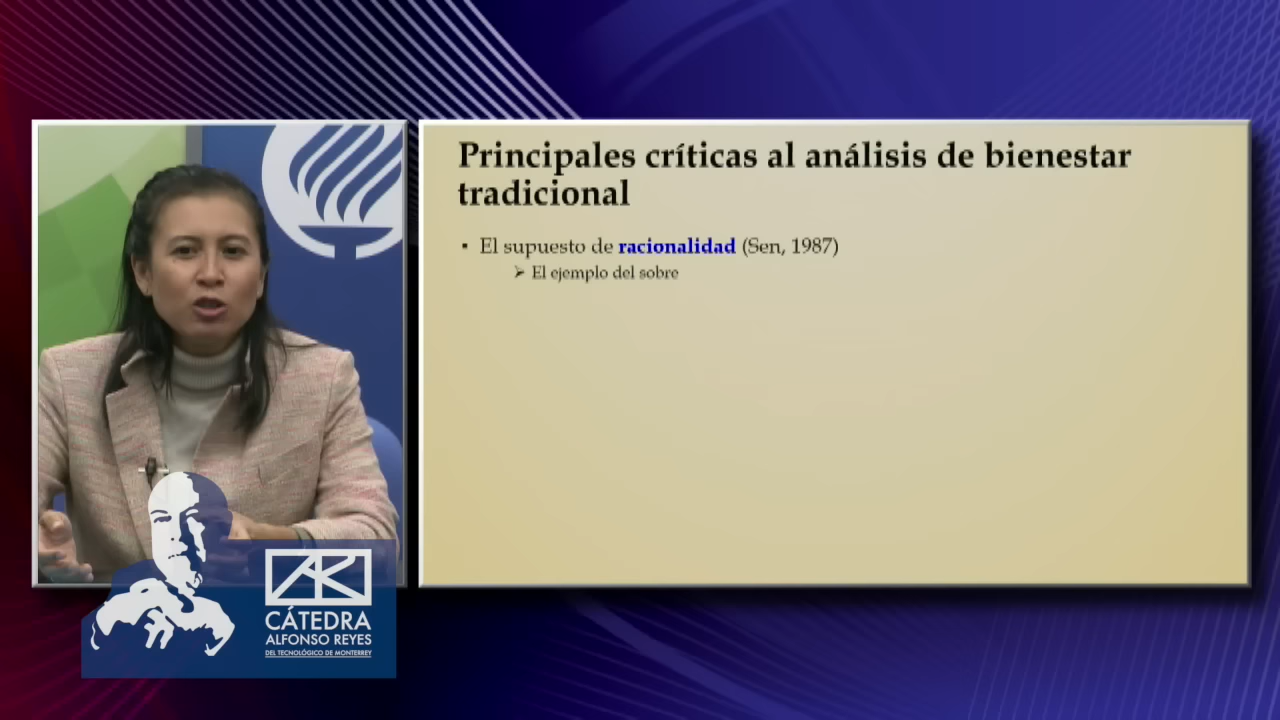 Principales críticas al análisis de bienestar
tradicional
▪ El supuesto de racionalidad (Sen, 1987)
➢ El ejemplo del sobre
CÁTEDRA
ALFONSO REYES
DEL TECNOLÓGICO DE MONTERREY